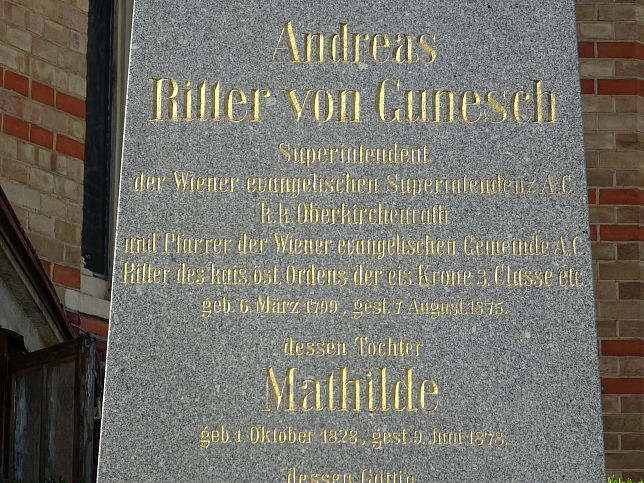 Andreas
Ritter von Gunesch
Superintendent
der Wiener evangelischen Superintendenz A.C.
k.k. Oberkirchenrath
und Pfarrer der Wiener evangelischen Gemeinde A.C.
Ritter des kais. öst. Ordens der eis. Krone 3. Classe etc.
geb. 6. März 1799, gest. 7. August 1875.
dessen Tochter
Mathilde
geb. 1. Oktober 1828, gest. 9. Juni 1878.
dessen Gattin